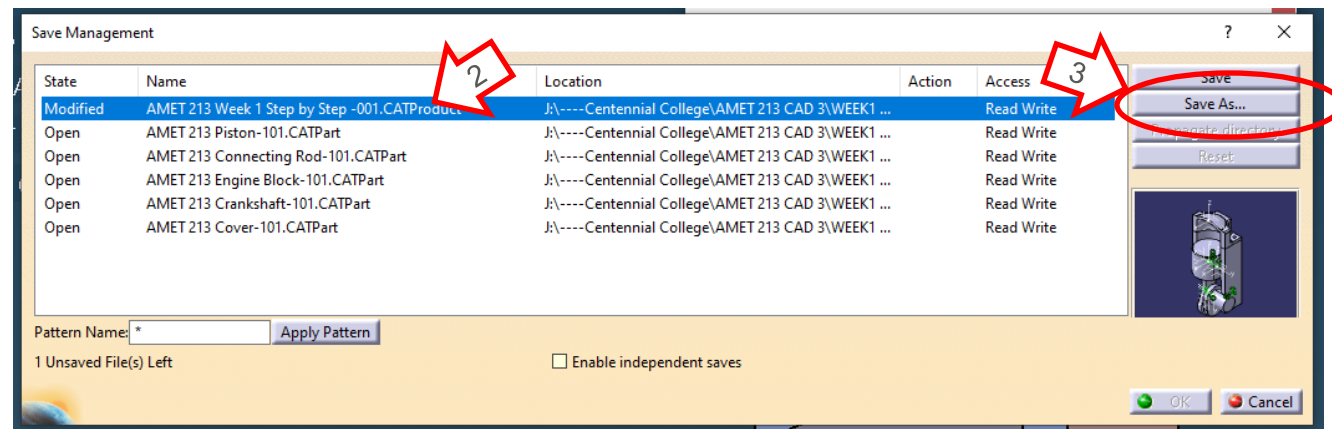 Save Management
?
State Name Location Action Access
Modified AMET 213 Week 1 Step by Step -001.CATProduct J:\----Centennial College\AMET 213 CAD 3\WEEK1 ... Read Write
Open AMET 213 Piston-101.CATPart J:\----Centennial College\AMET 213 CAD 3\WEEK1 ... Read Write
Open AMET 213 Connecting Rod-101.CATPart J:\----Centennial College\AMET 213 CAD 3\WEEK1 ... Read Write
Open AMET 213 Engine Block-101.CATPart J:\----Centennial College\AMET 213 CAD 3\WEEK1 ... Read Write
Open AMET 213 Crankshaft-101.CATPart J:\----Centennial College\AMET 213 CAD 3\WEEK1 ... Read Write
Open AMET 213 Cover-101.CATPart J:\----Centennial College\AMET 213 CAD 3\WEEK1 ... Read Write
2
3
Save
Save As...
Propagate directory
Reset
Pattern Name: * Apply Pattern
1 Unsaved File(s) Left Enable independent saves
OK Cancel